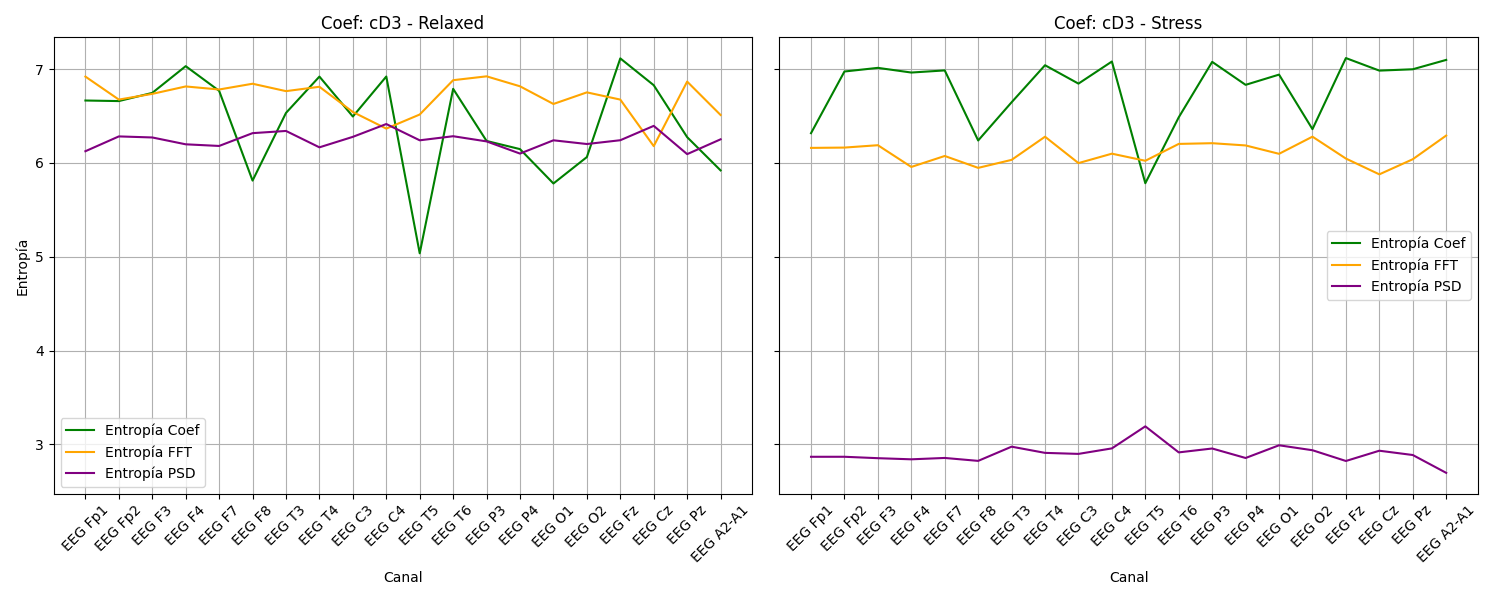 Coef: cD3 - Relaxed
Entropía
7
6
5
4
3
Entropía Coef
Entropía FFT
Entropía PSD
EEG Fp1
EEG Fp2
EEG F3
EEG F4
EEG F7
EEG F8
EEG T3
EEG T4
EEG C3
EEG C4
EEG T5
EEG T6
EEG P3
EEG P4
EEG O1
EEG O2
EEG Fz
EEG Cz
EEG Pz
EEG A2-A1
Canal
Coef: cD3 - Stress
Entropía Coef
Entropía FFT
Entropía PSD
EEG Fp1
EEG Fp2
EEG F3
EEG F4
EEG F7
EEG F8
EEG T3
EEG T4
EEG C3
EEG C4
EEG T5
EEG T6
EEG P3
EEG P4
EEG O1
EEG O2
EEG Fz
EEG Cz
EEG Pz
EEG A2-A1
Canal